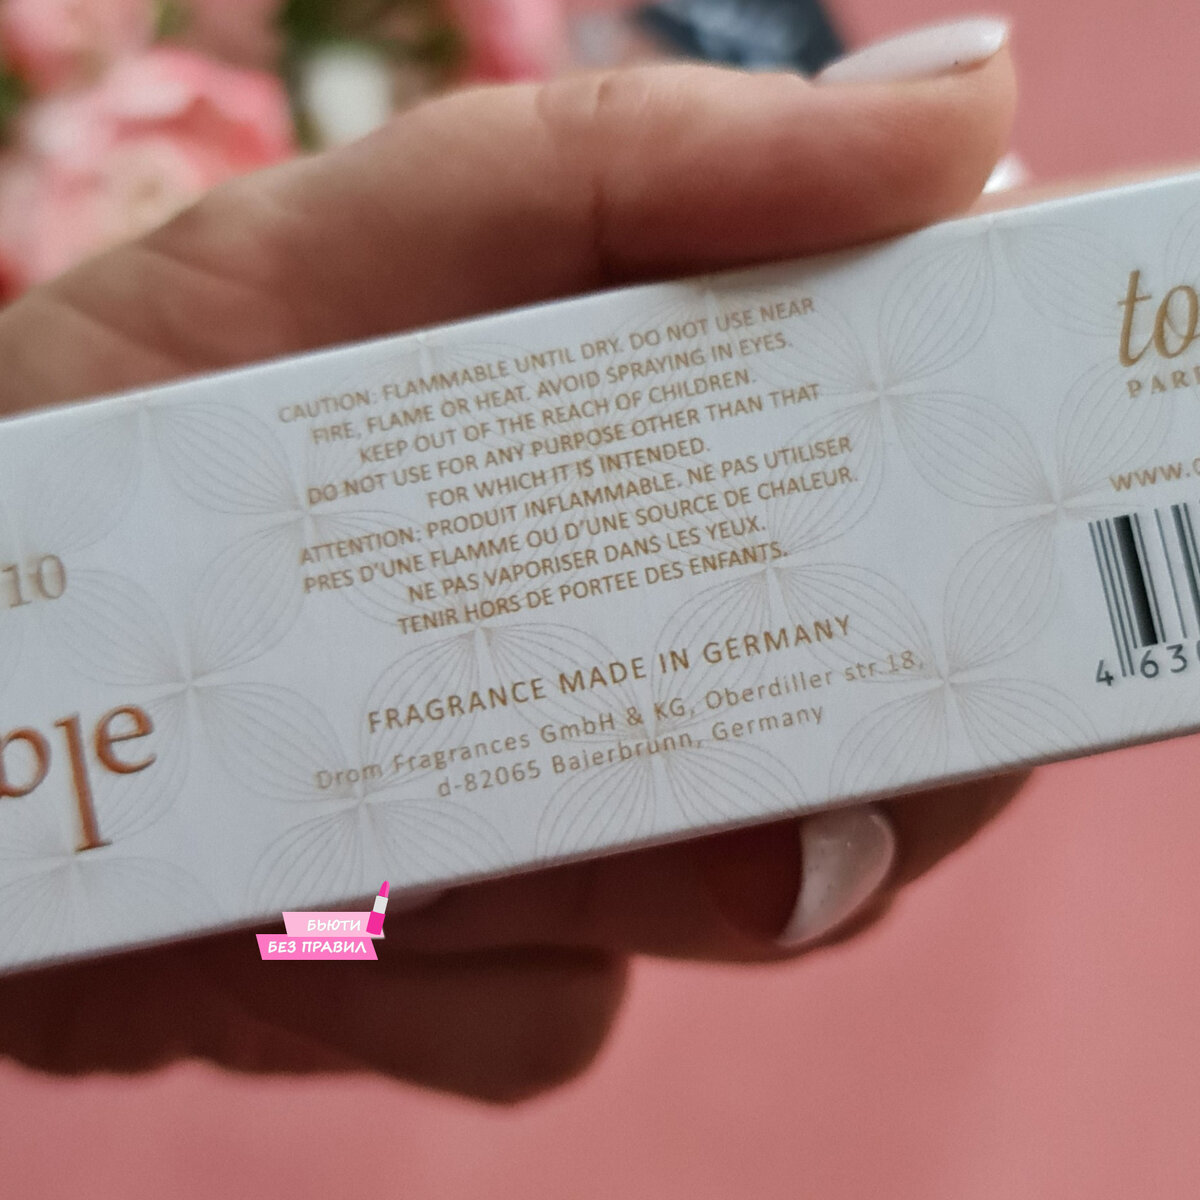 CAUTION: FLAMMABLE UNTIL DRY. DO NOT USE NEAR
FIRE, FLAME OR HEAT. AVOID SPRAYING IN EYES.
KEEP OUT OF THE REACH OF CHILDREN.
DO NOT USE FOR ANY PURPOSE OTHER THAN THAT
FOR WHICH IT IS INTENDED.
ATTENTION: PRODUIT INFLAMMABLE. NE PAS UTILISER
PRES D'UNE FLAMME OU D'UNE SOURCE DE CHALEUR.
NE PAS VAPORISER DANS LES YEUX.
TENIR HORS DE PORTEE DES ENFANTS.
FRAGRANCE MADE IN GERMANY
Drom Fragrances GmbH & KG, Oberdiller str.18,
d-82065 Baierbrunn, Germany
10
to
PAR
www.
4 63
БЬЮТИ
БЕЗ ПРАВИЛ